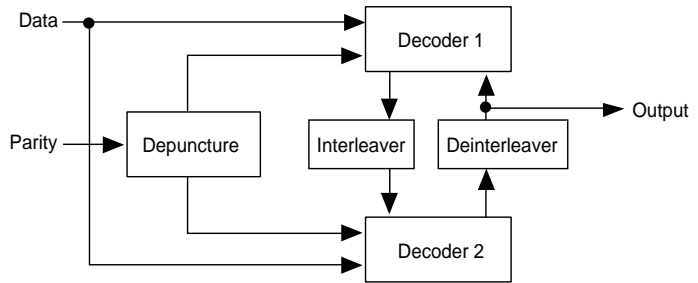 Data
Decoder 1
Output
Parity
Depuncture
Interleaver
Deinterleaver
Decoder 2